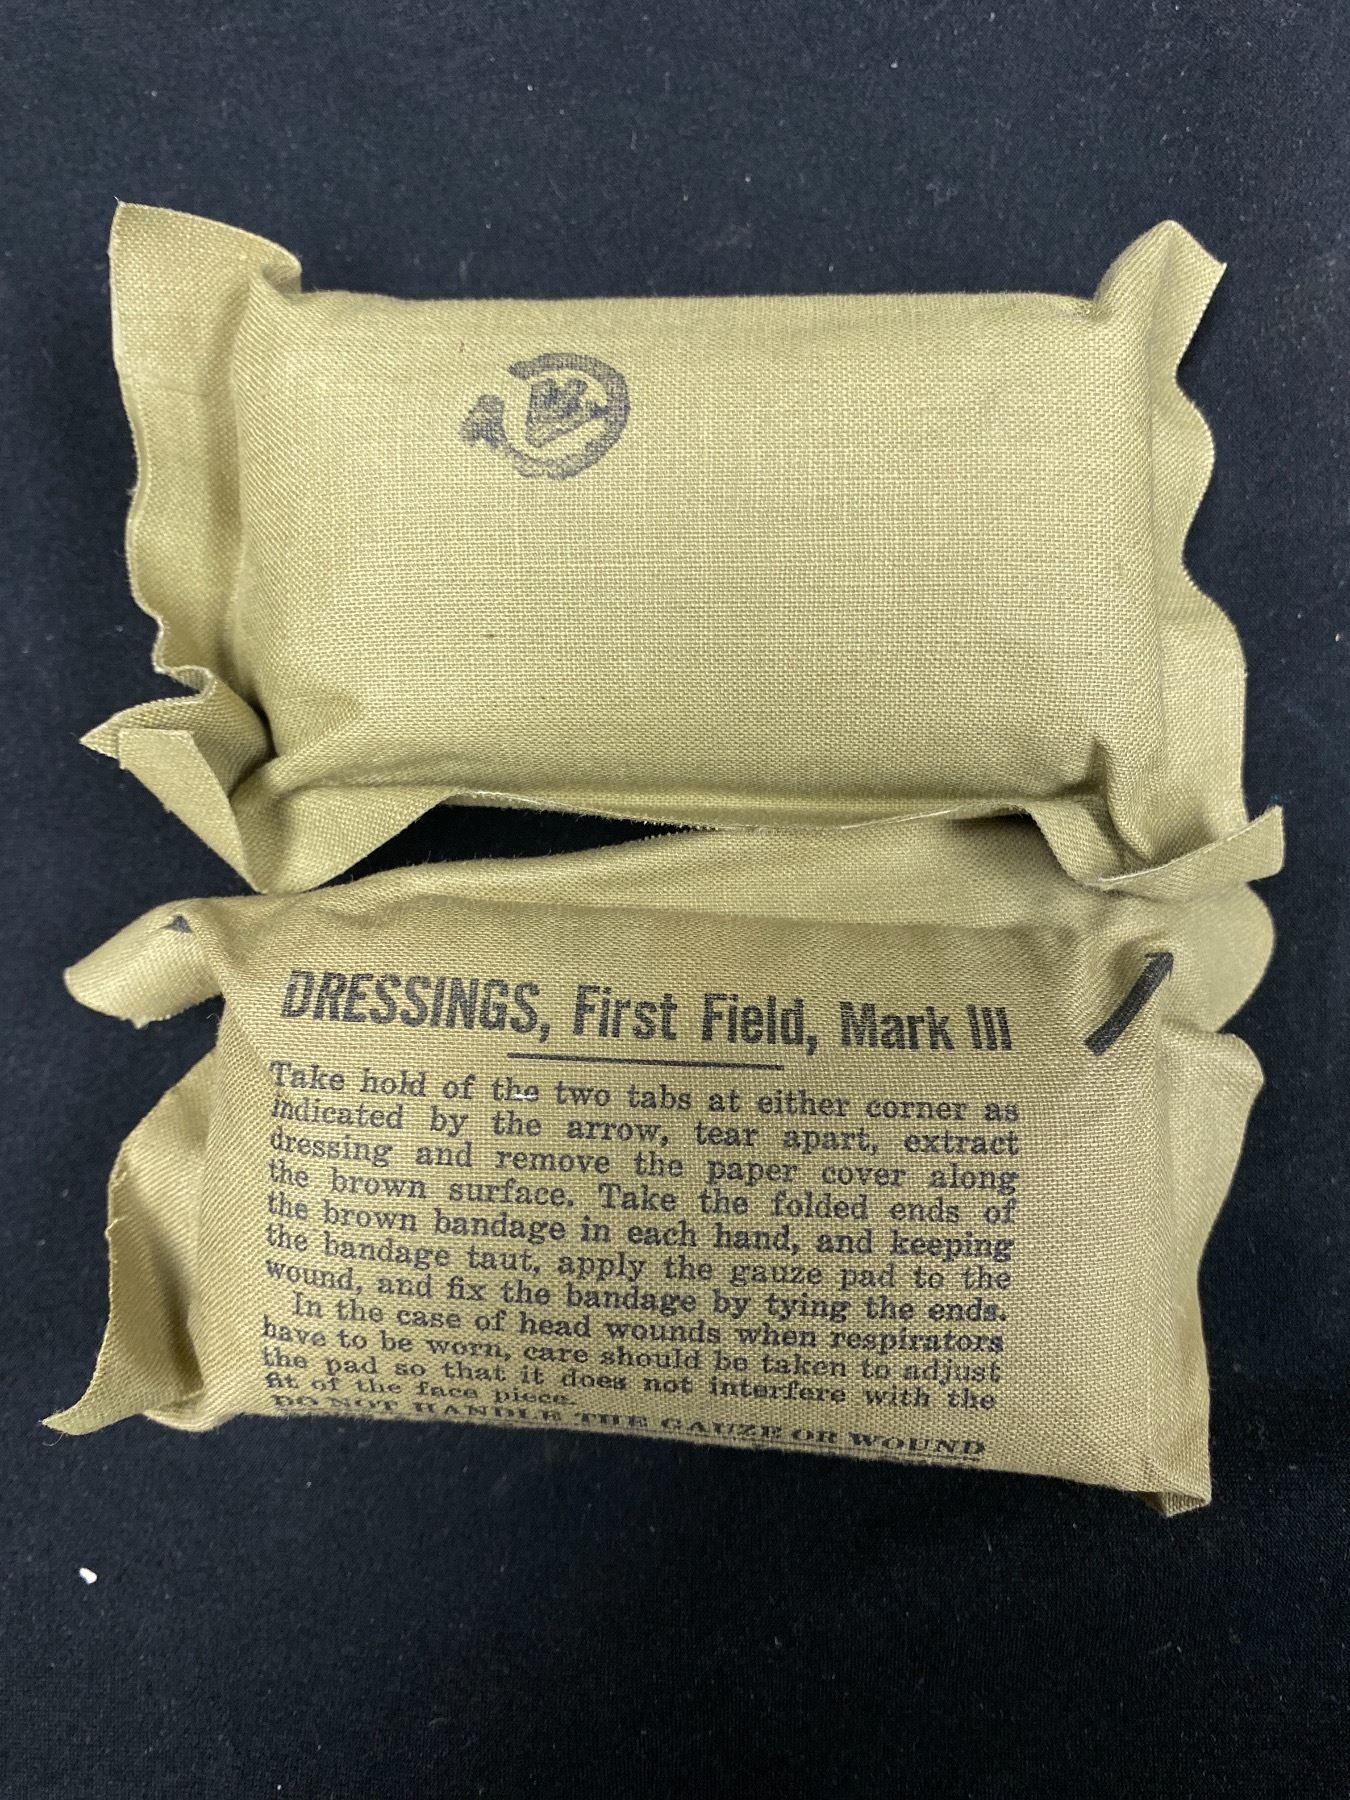 DRESSINGS, First Field, Mark III
Take hold of the two tabs at either corner as
indicated by the arrow, tear apart, extract
dressing and remove the paper cover along
the brown surface. Take the folded ends of
the brown bandage in each hand, and keeping
the bandage taut, apply the gauze pad to the
wound, and fix the bandage by tying the ends.
In the case of head wounds when respirators
have to be worn, care should be taken to adjust
the pad so that it does not interfere with the
fit of the face piece.
DO NOT HANDLE THE GAUZE OR WOUND